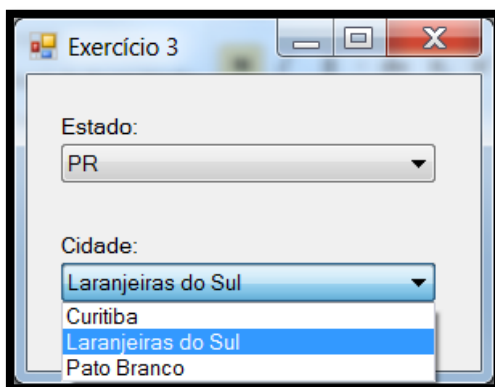 Exercício 3
Estado:
PR
Cidade:
Laranjeiras do Sul
Curitiba
Laranjeiras do Sul
Pato Branco